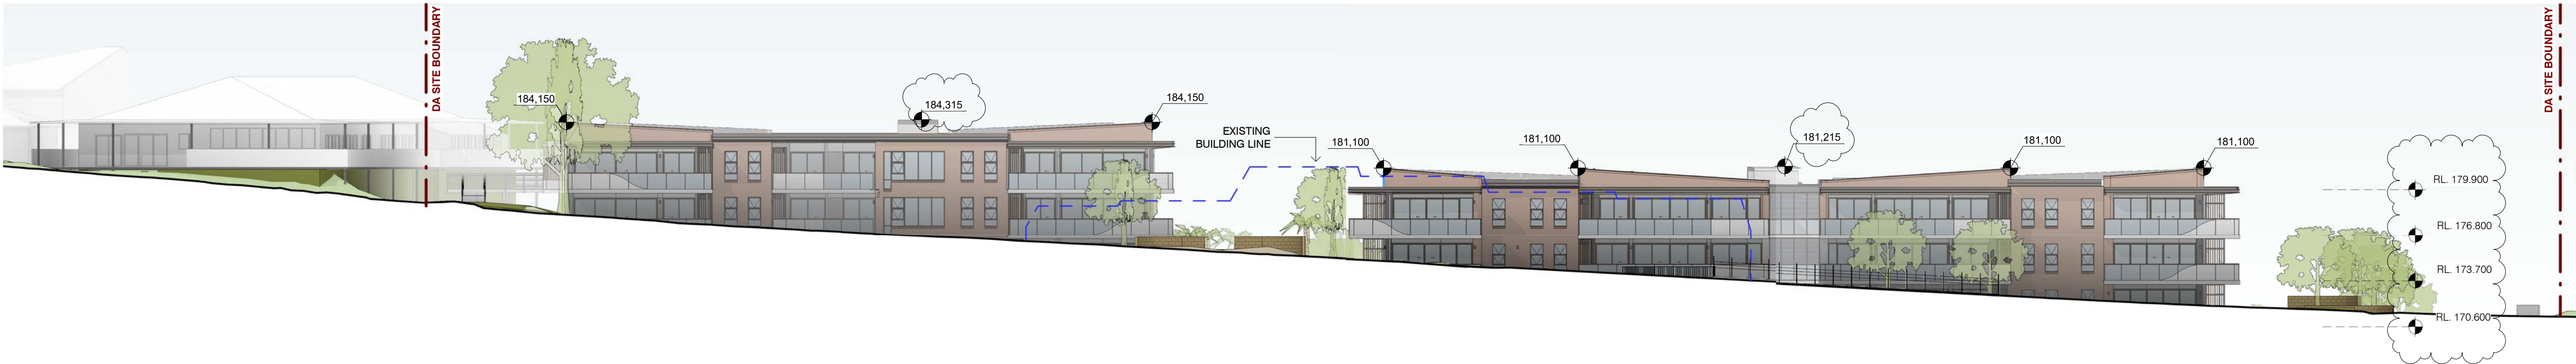 DA SITE BOUNDARY
184,150
184,315
184,150
EXISTING
BUILDING LINE
181,100
181,100
181,215
181,100
181,100
DA SITE BOUNDARY
RL. 179.900
RL. 176.800
RL. 173.700
RL. 170.600